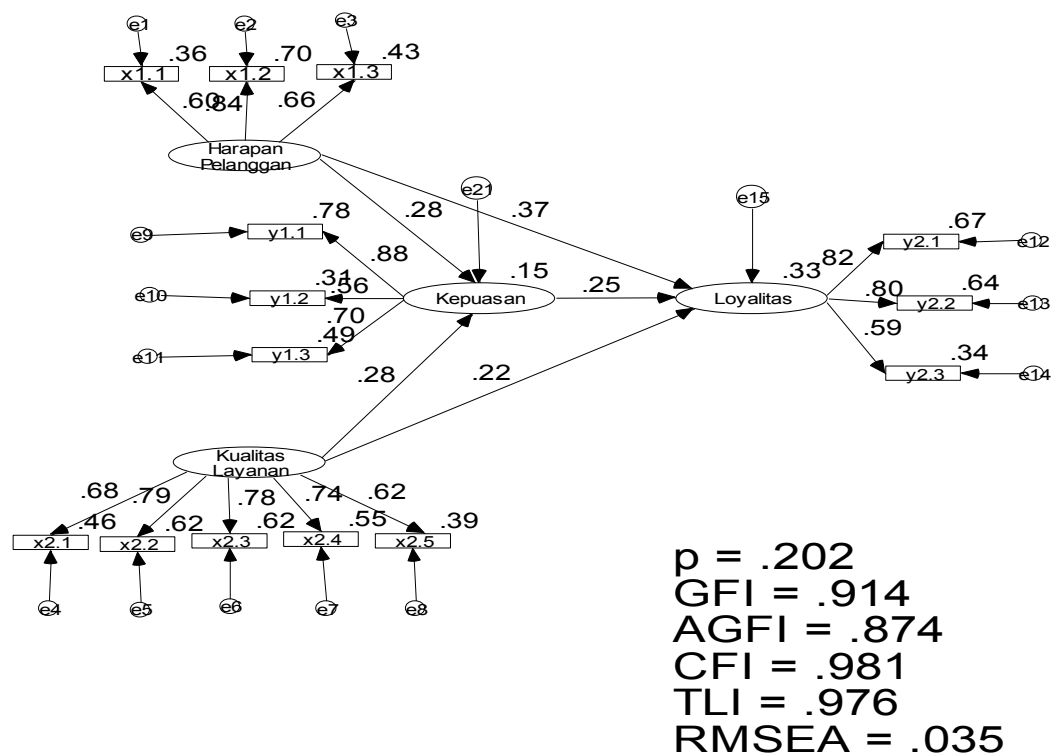 e1
e2
e3
.36
.70
.43
x1.1
x1.2
x1.3
.60
.84
.66
Harapan
Pelanggan
e21
e15
.28
.37
e9
.78
y1.1
.88
e10
.31
.56
y1.2
.70
e11
.49
y1.3
.15
Kepuasan
.25
.33
Loyalitas
.82
.67
y2.1
e12
.80
.64
y2.2
e13
.59
.34
y2.3
e14
.28
.22
Kualitas
Layanan
.68
.79
.78
.74
.62
.46
.62
.62
.55
.39
x2.1
x2.2
x2.3
x2.4
x2.5
e4
e5
e6
e7
e8
p = .202
GFI = .914
AGFI = .874
CFI = .981
TLI = .976
RMSEA = .035